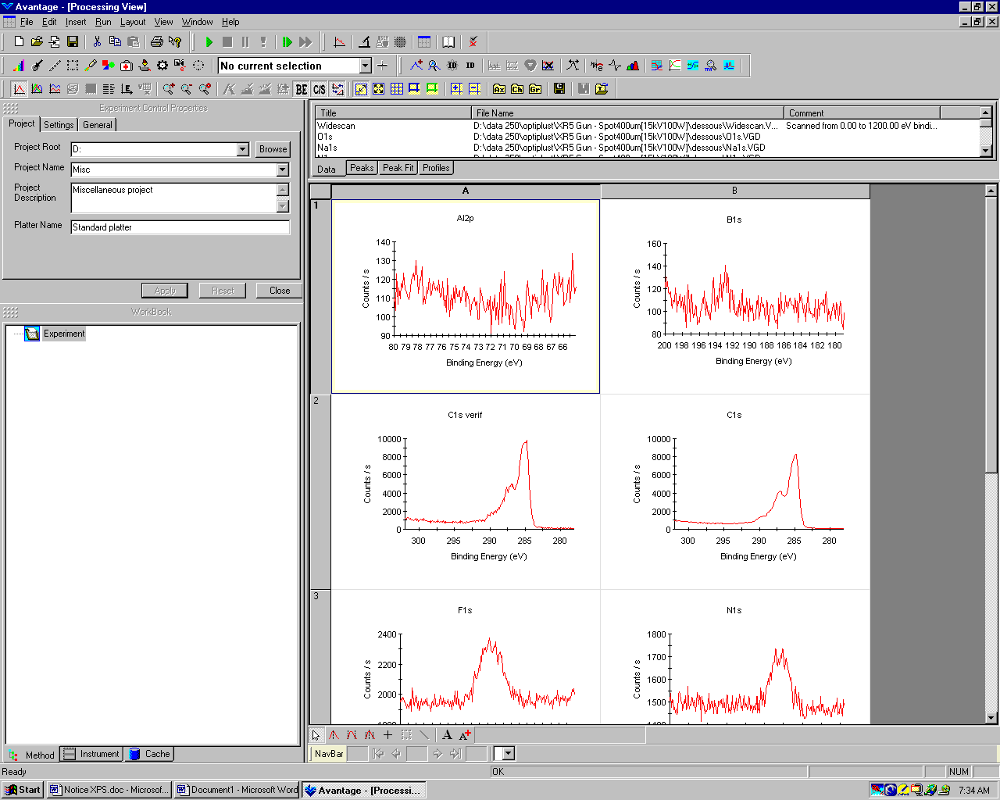 Avantage - [Processing View]
File Edit Insert Run Layout View Window Help
No current selection
BE C/S
Ax Ch Gr
Experiment Control Properties
Project Settings General
Project Root D: Browse
Project Name Misc
Project Description Miscellaneous project
Platter Name Standard platter
Apply Reset Close
WorkBook
Experiment
Method Instrument Cache
Title File Name Comment
Widescan D:\data 250\optiplust\XR5 Gun - Spot400um[15kV100W]\dessous\Widescan.V... Scanned from 0.00 to 1200.00 eV bindi...
O1s D:\data 250\optiplust\XR5 Gun - Spot400um[15kV100W]\dessous\O1s.VGD
Na1s D:\data 250\optiplust\XR5 Gun - Spot400um[15kV100W]\dessous\Na1s.VGD
Data Peaks Peak Fit Profiles
A B
1
Al2p
140
130
120
110
100
90
Counts / s
80 79 78 77 76 75 74 73 72 71 70 69 68 67 66
Binding Energy (eV)
B1s
160
140
120
100
80
Counts / s
200 198 196 194 192 190 188 186 184 182 180
Binding Energy (eV)
2
C1s verif
10000
8000
6000
4000
2000
0
Counts / s
300 295 290 285 280
Binding Energy (eV)
C1s
10000
8000
6000
4000
2000
0
Counts / s
300 295 290 285 280
Binding Energy (eV)
3
F1s
2400
2200
2000
Counts / s
N1s
1800
1700
1600
1500
Counts / s
A A
NavBar
Ready OK NUM
Start Notice XPS.doc - Microsof... Document1 - Microsoft Word Avantage - [Processi... 7:34 AM